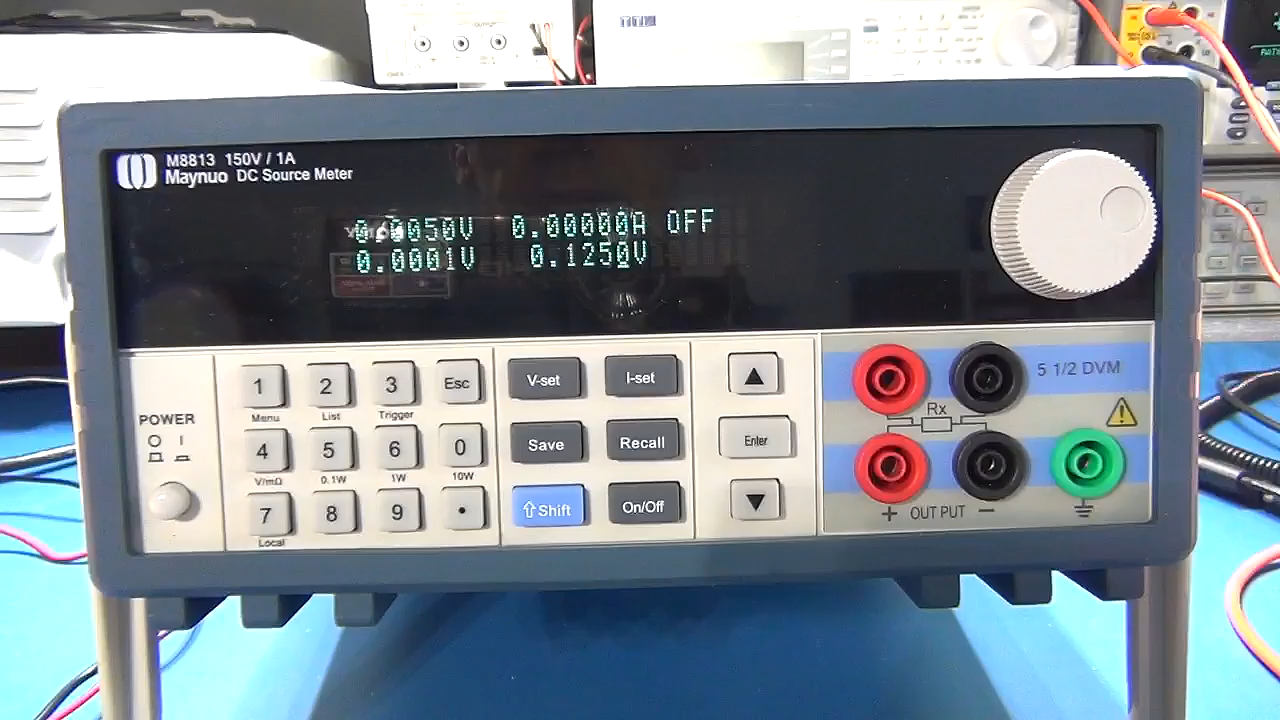 TTi
M8813 150V / 1A
Maynuo DC Source Meter
0.0050V 0.00000A OFF
0.0001V 0.1250V
POWER
1 2 3 Esc
Menu List Trigger
4 5 6 0
V/mΩ 0.1W 1W 10W
7 8 9 •
Local
V-set I-set
Save Recall
⇧Shift On/Off
▲
Enter
▼
5 1/2 DVM
Rx
+ OUT PUT −